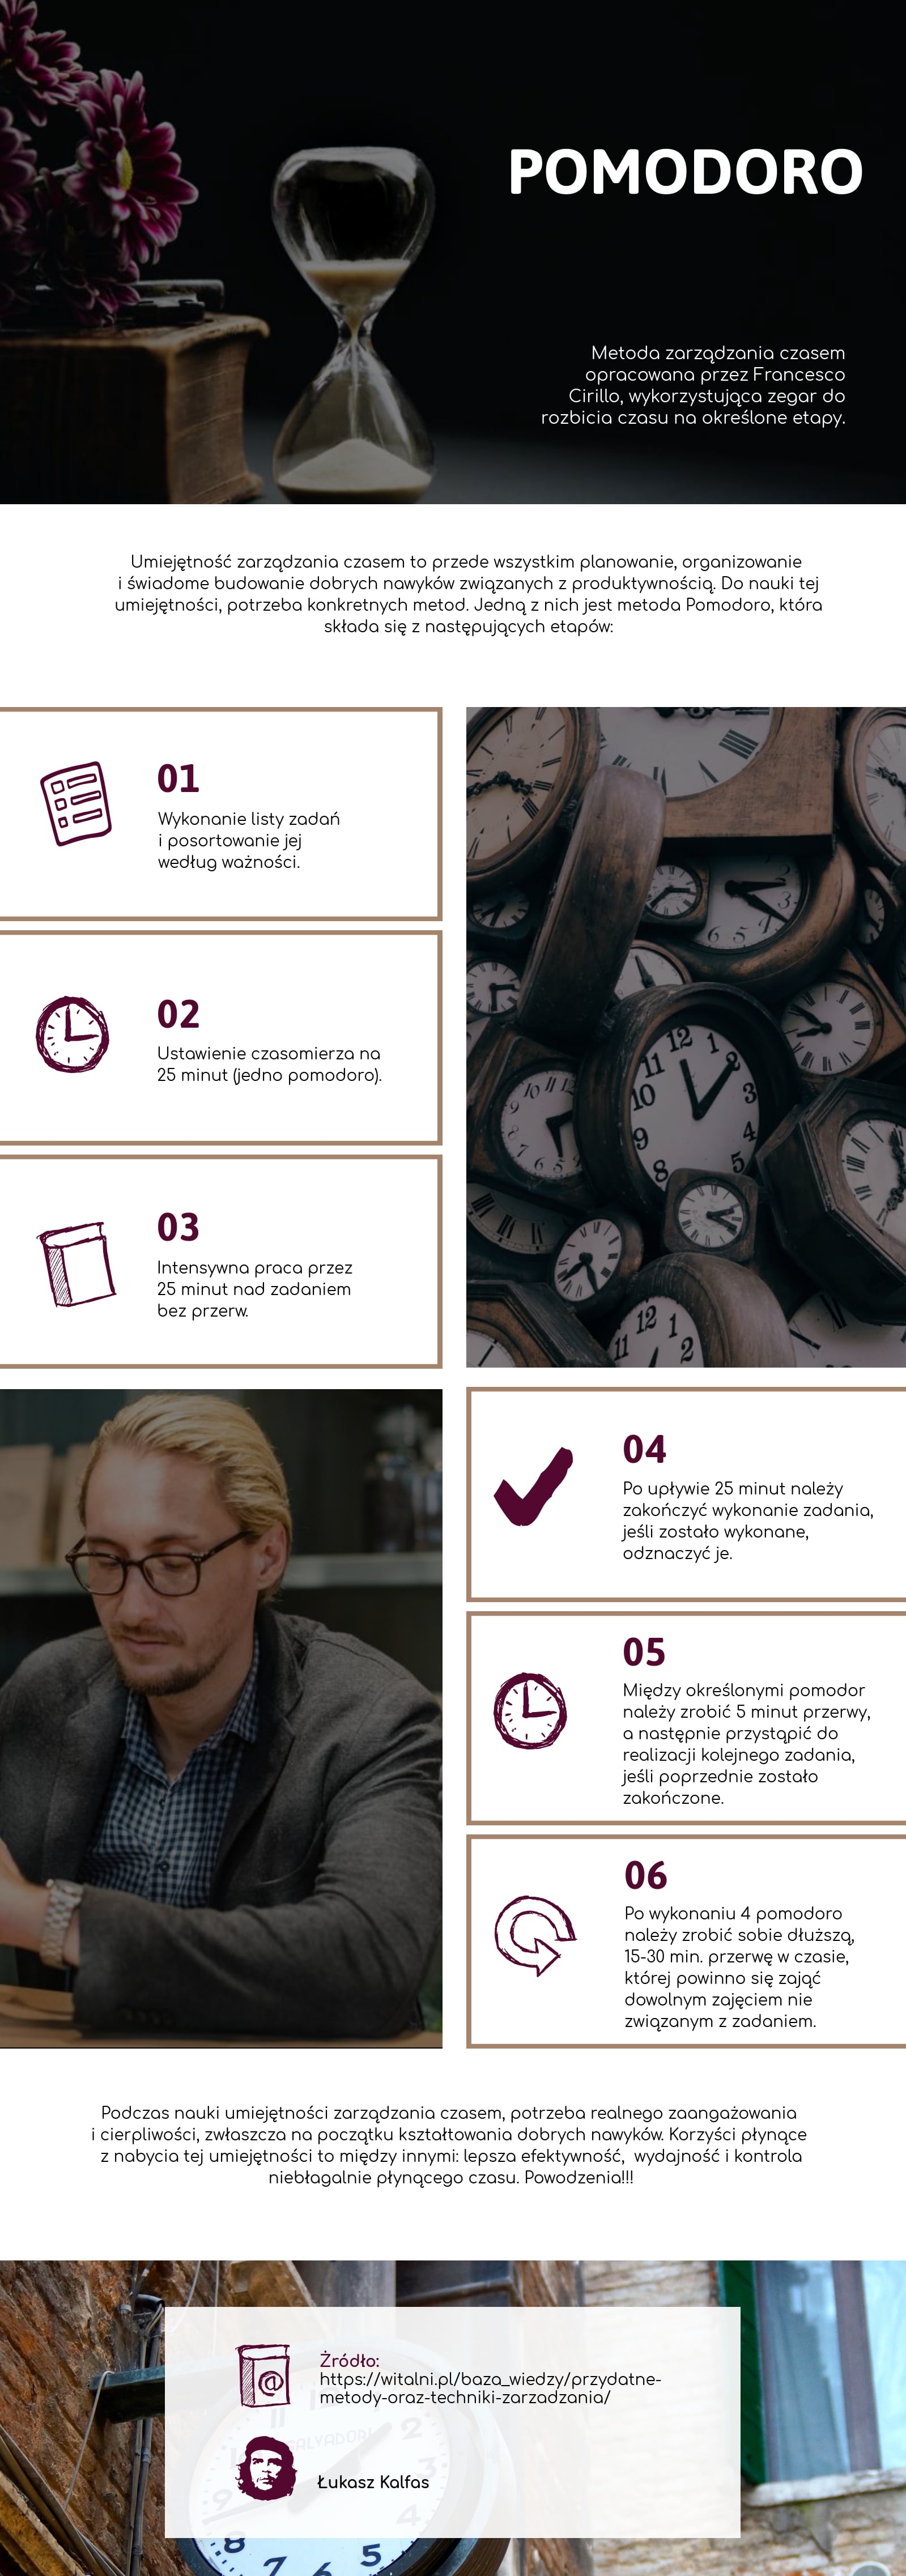 POMODORO
Metoda zarządzania czasem
opracowana przez Francesco
Cirillo, wykorzystująca zegar do
rozbicia czasu na określone etapy.
Umiejętność zarządzania czasem to przede wszystkim planowanie, organizowanie
i świadome budowanie dobrych nawyków związanych z produktywnością. Do nauki tej
umiejętności, potrzeba konkretnych metod. Jedną z nich jest metoda Pomodoro, która
składa się z następujących etapów:
01
Wykonanie listy zadań
i posortowanie jej
według ważności.
02
Ustawienie czasomierza na
25 minut (jedno pomodoro).
03
Intensywna praca przez
25 minut nad zadaniem
bez przerw.
04
Po upływie 25 minut należy
zakończyć wykonanie zadania,
jeśli zostało wykonane,
odznaczyć je.
05
Między określonymi pomodor
należy zrobić 5 minut przerwy,
a następnie przystąpić do
realizacji kolejnego zadania,
jeśli poprzednie zostało
zakończone.
06
Po wykonaniu 4 pomodoro
należy zrobić sobie dłuższą,
15-30 min. przerwę w czasie,
której powinno się zająć
dowolnym zajęciem nie
związanym z zadaniem.
Podczas nauki umiejętności zarządzania czasem, potrzeba realnego zaangażowania
i cierpliwości, zwłaszcza na początku kształtowania dobrych nawyków. Korzyści płynące
z nabycia tej umiejętności to między innymi: lepsza efektywność, wydajność i kontrola
niebłagalnie płynącego czasu. Powodzenia!!!
Żródło:
https://witalni.pl/baza_wiedzy/przydatne-
metody-oraz-techniki-zarzadzania/
Łukasz Kalfas